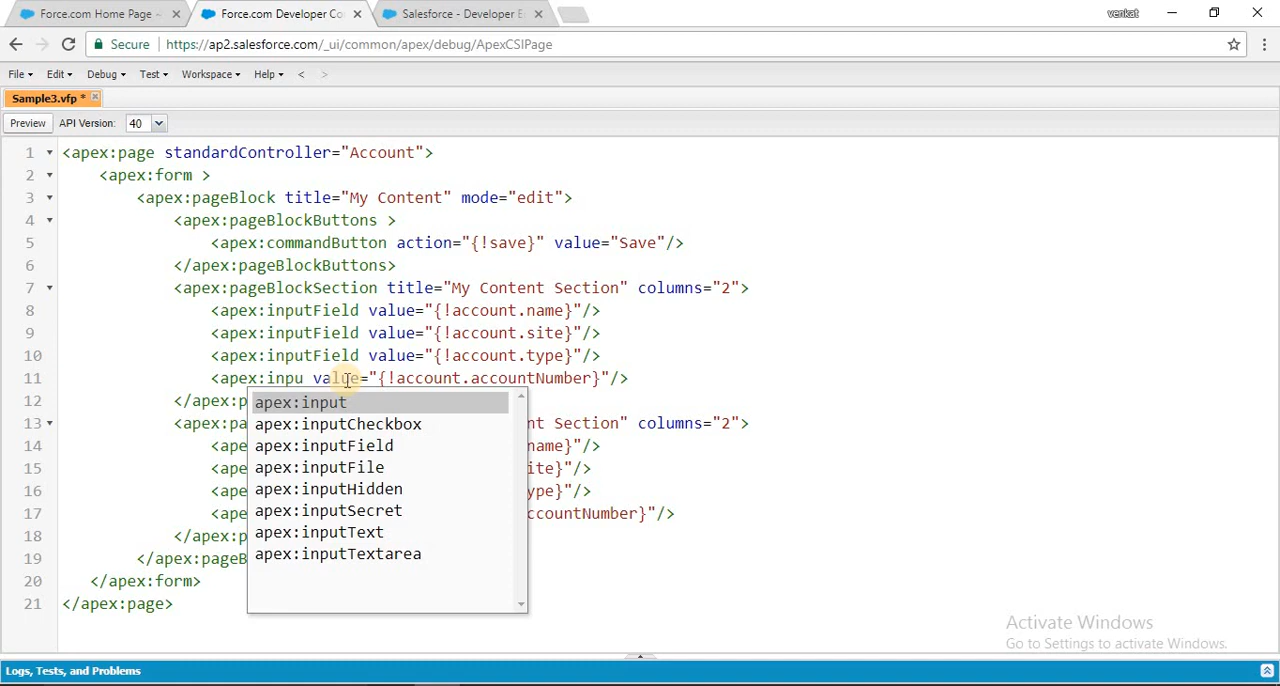 Force.com Home Page -
Force.com Developer Co
Salesforce - Developer E
venkat
Secure https://ap2.salesforce.com/_ui/common/apex/debug/ApexCSIPage
File Edit Debug Test Workspace Help < >
Sample3.vfp *
Preview API Version: 40
1 <apex:page standardController="Account">
2 <apex:form >
3 <apex:pageBlock title="My Content" mode="edit">
4 <apex:pageBlockButtons >
5 <apex:commandButton action="{!save}" value="Save"/>
6 </apex:pageBlockButtons>
7 <apex:pageBlockSection title="My Content Section" columns="2">
8 <apex:inputField value="{!account.name}"/>
9 <apex:inputField value="{!account.site}"/>
10 <apex:inputField value="{!account.type}"/>
11 <apex:inpu value="{!account.accountNumber}"/>
12 </apex:p
13 <apex:pa nt Section" columns="2">
14 <ape name}"/>
15 <ape ite}"/>
16 <ape ype}"/>
17 <ape ccountNumber}"/>
18 </apex:p
19 </apex:pageB
20 </apex:form>
21 </apex:page>
apex:input
apex:inputCheckbox
apex:inputField
apex:inputFile
apex:inputHidden
apex:inputSecret
apex:inputText
apex:inputTextarea
Activate Windows
Go to Settings to activate Windows.
Logs, Tests, and Problems